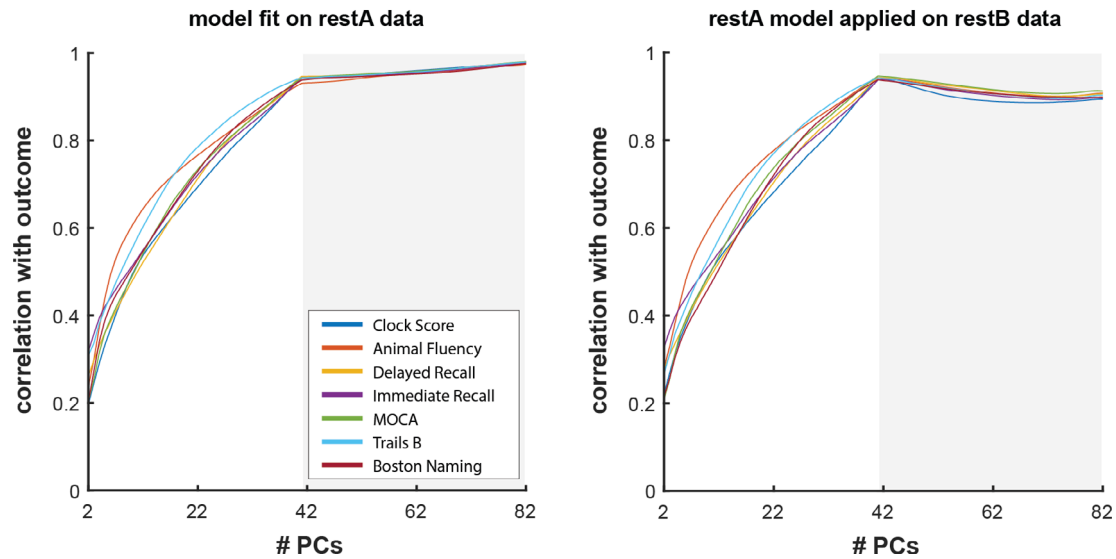 model fit on restA data
restA model applied on restB data
correlation with outcome
1
0.8
0.6
0.4
0.2
0
2
22
42
62
82
# PCs
Clock Score
Animal Fluency
Delayed Recall
Immediate Recall
MOCA
Trails B
Boston Naming
correlation with outcome
1
0.8
0.6
0.4
0.2
0
2
22
42
62
82
# PCs